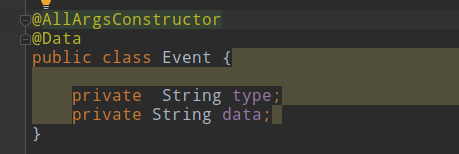 @AllArgsConstructor
@Data
public class Event {
private  String type;
private String data;
}